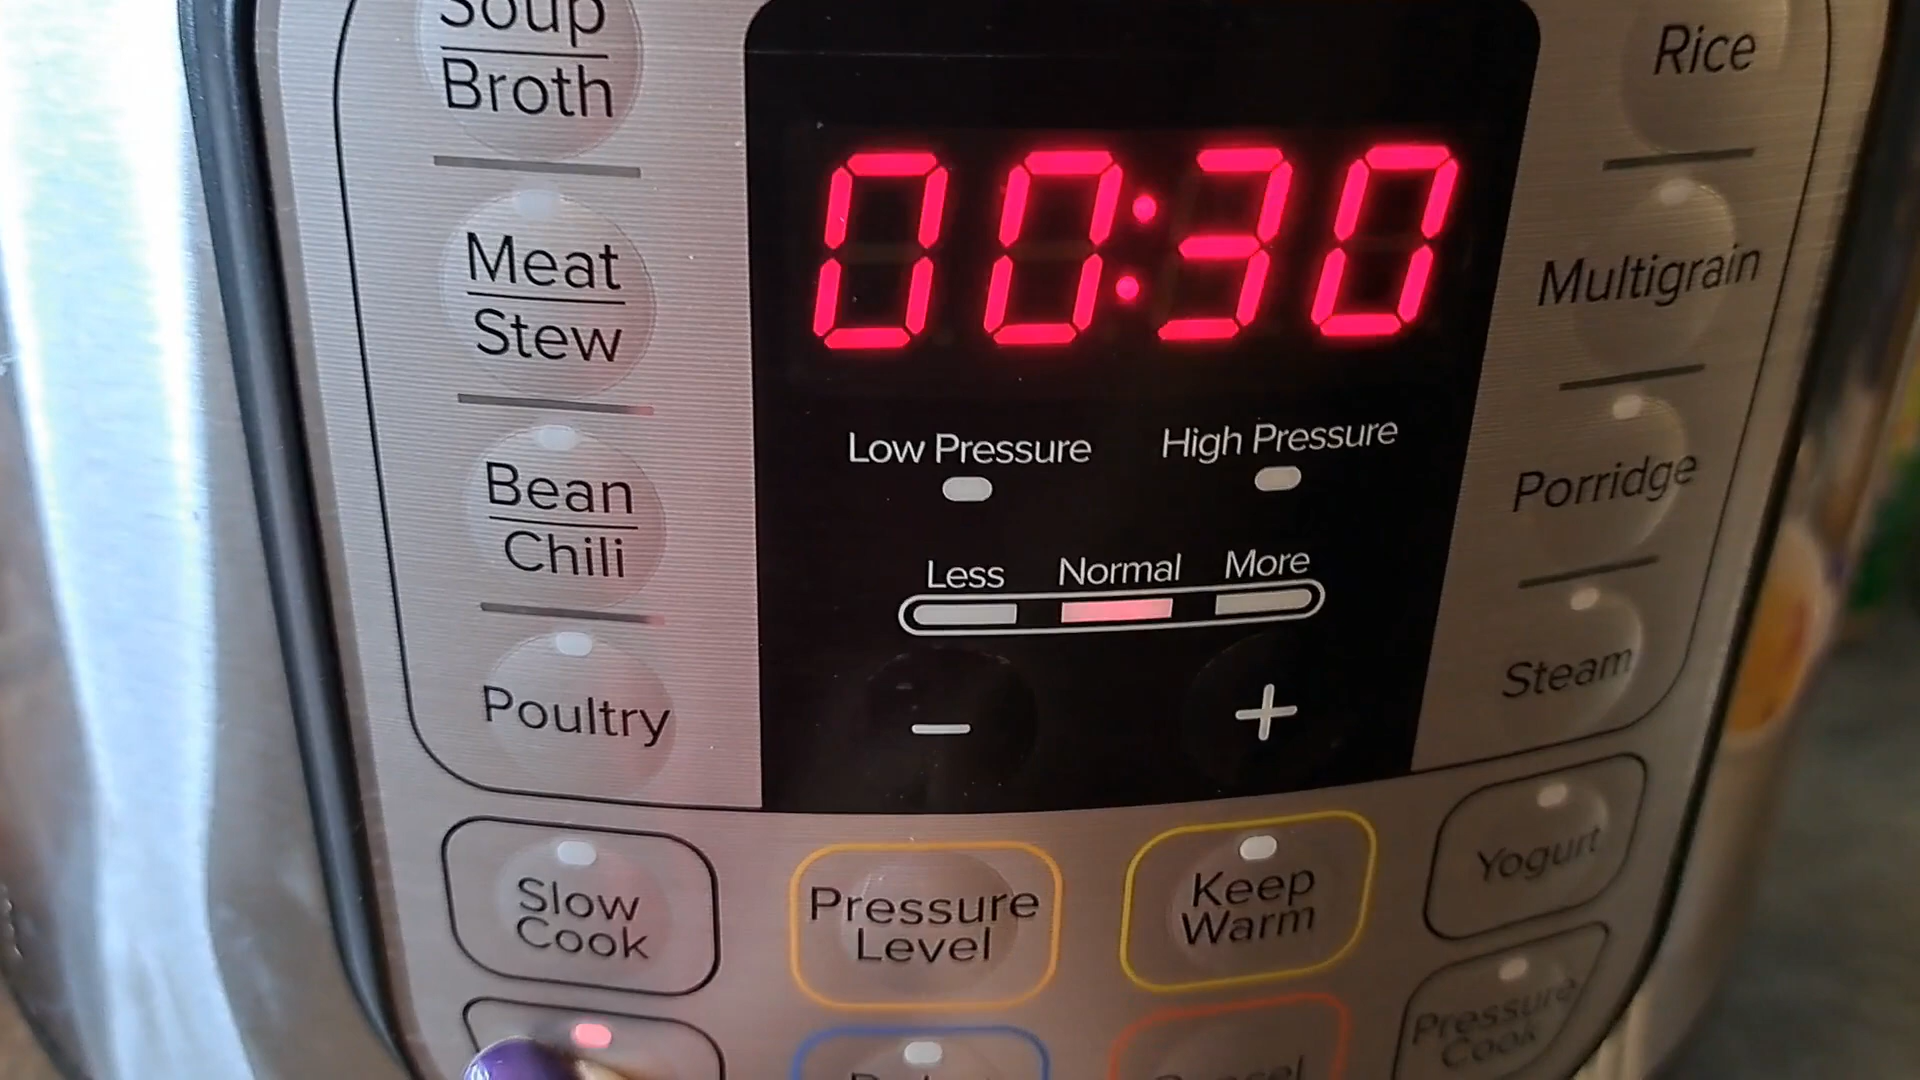 Soup
Broth
Meat
Stew
Bean
Chili
Poultry
00:30
Low Pressure
High Pressure
Less
Normal
More
−
+
Rice
Multigrain
Porridge
Steam
Slow
Cook
Pressure
Level
Keep
Warm
Yogurt
Pressure
Cook